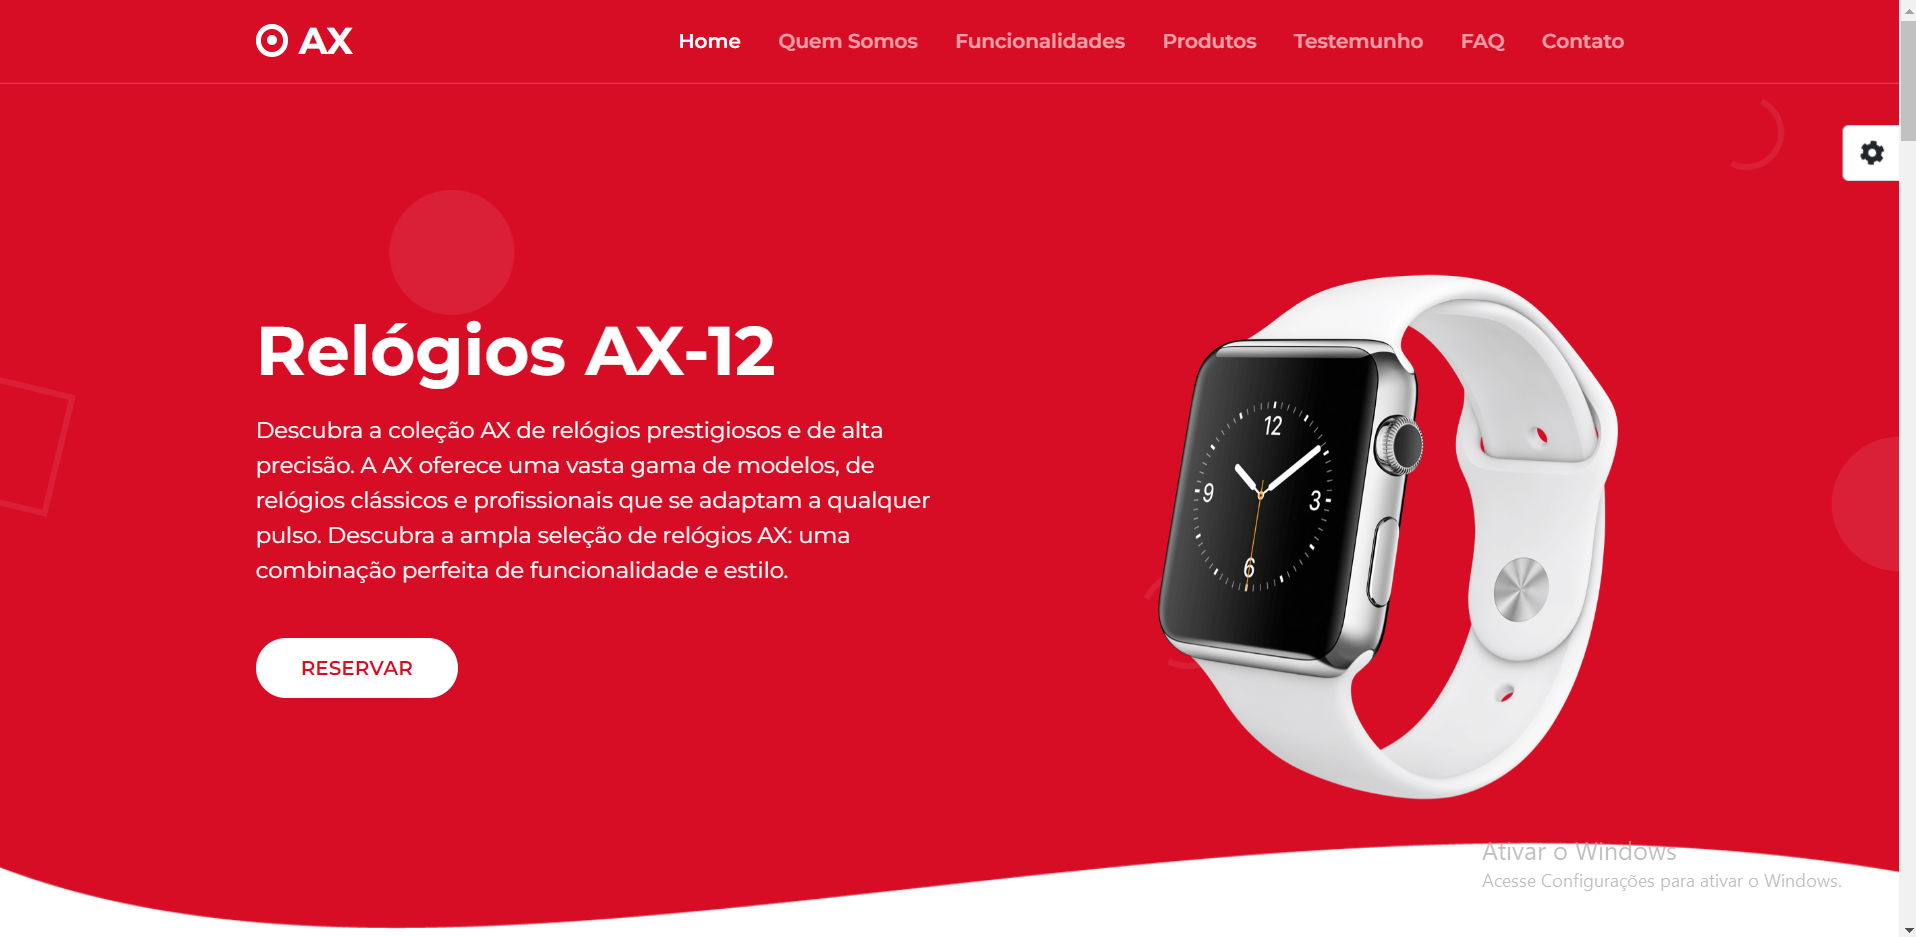 AX
Home Quem Somos Funcionalidades Produtos Testemunho FAQ Contato
Relógios AX-12
Descubra a coleção AX de relógios prestigiosos e de alta
precisão. A AX oferece uma vasta gama de modelos, de
relógios clássicos e profissionais que se adaptam a qualquer
pulso. Descubra a ampla seleção de relógios AX: uma
combinação perfeita de funcionalidade e estilo.
RESERVAR
12
9
3
6
Ativar o Windows
Acesse Configurações para ativar o Windows.